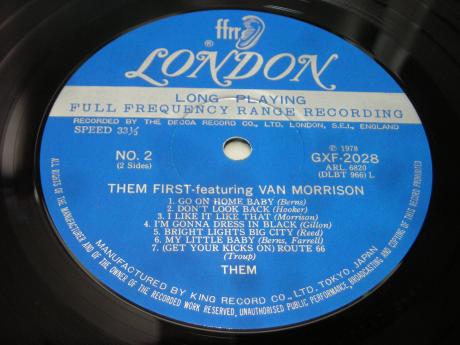 ffrr
LONDON
®
LONG PLAYING
FULL FREQUENCY RANGE RECORDING
RECORDED BY THE DECCA RECORD CO., LTD. LONDON, S.E.I., ENGLAND
SPEED 33⅓
NO. 2
(2 Sides)
℗ 1978
GXF-2028
ARL. 6820
(DLBT 966) L
THEM FIRST-featuring VAN MORRISON
1. GO ON HOME BABY (Berns)
2. DON'T LOOK BACK (Hooker)
3. I LIKE IT LIKE THAT (Morrison)
4. I'M GONNA DRESS IN BLACK (Gillon)
5. BRIGHT LIGHTS BIG CITY (Reed)
6. MY LITTLE BABY (Berns, Farrell)
7. (GET YOUR KICKS ON) ROUTE 66
(Troup)
THEM
MANUFACTURED BY KING RECORD CO., LTD. TOKYO, JAPAN
ALL RIGHTS OF THE MANUFACTURER AND OF THE OWNER OF THE RECORDED WORK RESERVED, UNAUTHORISED PUBLIC PERFORMANCE, BROADCASTING AND COPYING OF THIS RECORD PROHIBITED